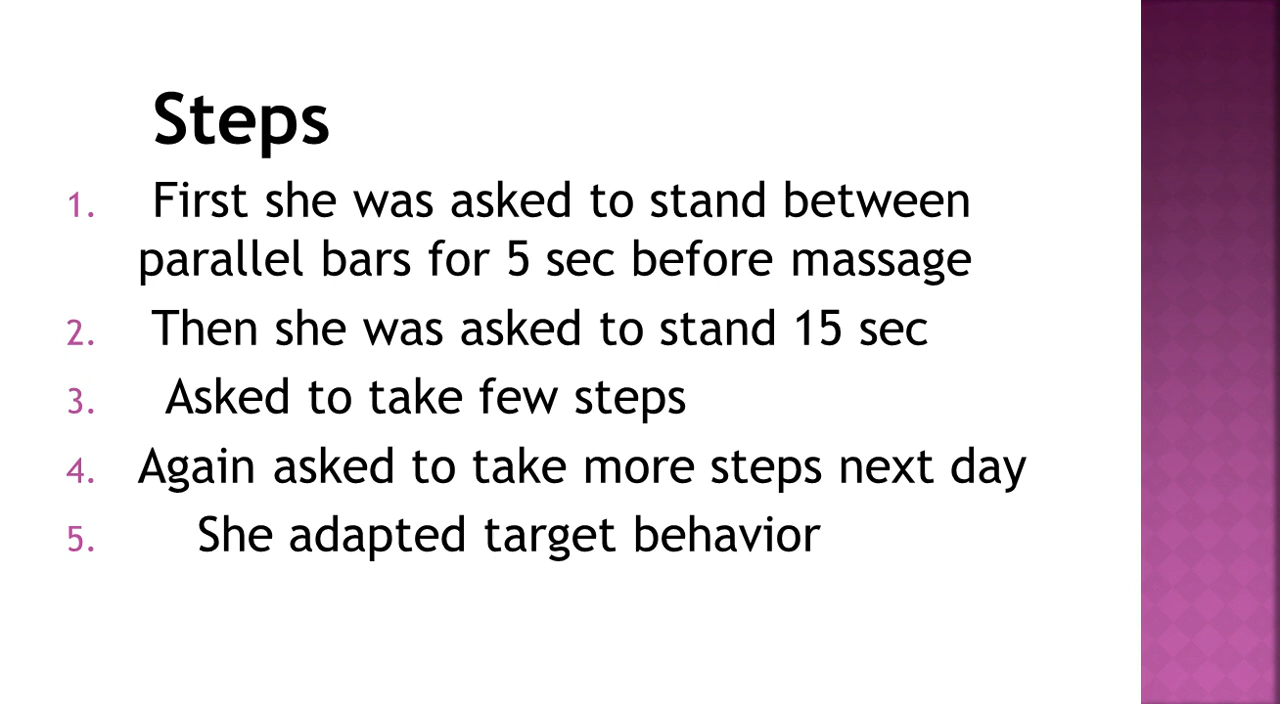 Steps
1. First she was asked to stand between
parallel bars for 5 sec before massage
2. Then she was asked to stand 15 sec
3. Asked to take few steps
4. Again asked to take more steps next day
5. She adapted target behavior